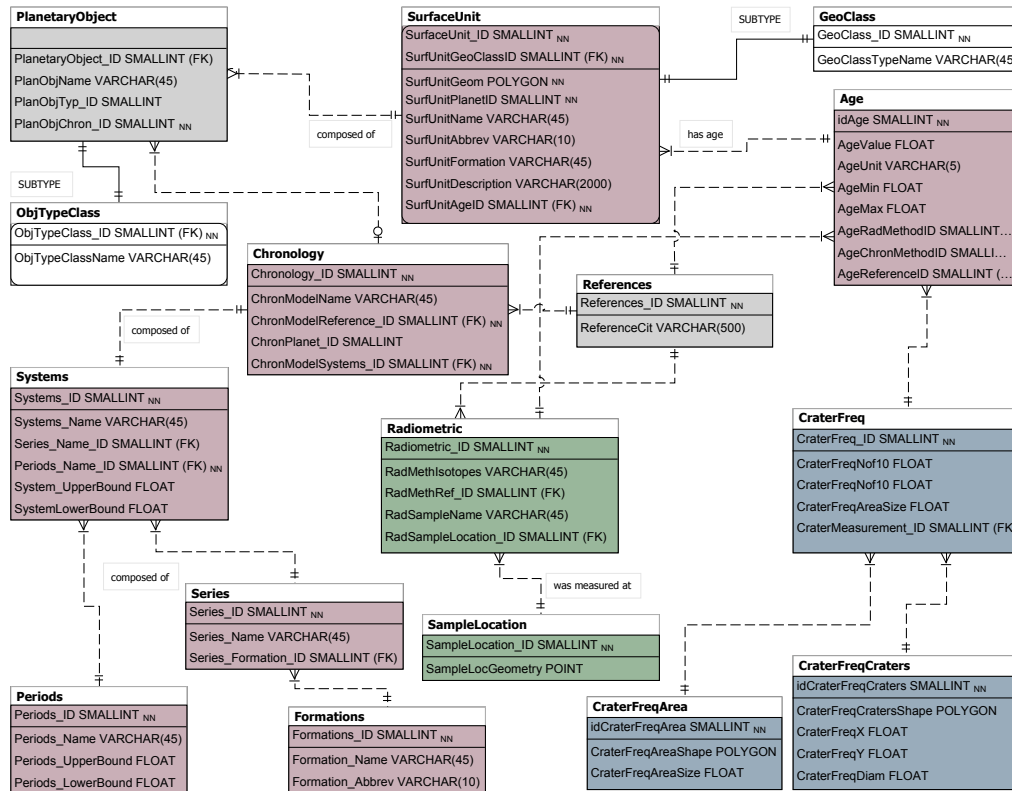 PlanetaryObject
PlanetaryObject_ID SMALLINT (FK)
PlanObjName VARCHAR(45)
PlanObjTyp_ID SMALLINT
PlanObjChron_ID SMALLINT NN
SurfaceUnit
SurfaceUnit_ID SMALLINT NN
SurfUnitGeoClassID SMALLINT (FK) NN
SurfUnitGeom POLYGON NN
SurfUnitPlanetID SMALLINT NN
SurfUnitName VARCHAR(45)
SurfUnitAbbrev VARCHAR(10)
SurfUnitFormation VARCHAR(45)
SurfUnitDescription VARCHAR(2000)
SurfUnitAgeID SMALLINT (FK) NN
SUBTYPE
GeoClass
GeoClass_ID SMALLINT NN
GeoClassTypeName VARCHAR(45
composed of
has age
Age
idAge SMALLINT NN
AgeValue FLOAT
AgeUnit VARCHAR(5)
AgeMin FLOAT
AgeMax FLOAT
AgeRadMethodID SMALLINT...
AgeChronMethodID SMALLI...
AgeReferenceID SMALLINT (...
SUBTYPE
ObjTypeClass
ObjTypeClass_ID SMALLINT (FK) NN
ObjTypeClassName VARCHAR(45)
Chronology
Chronology_ID SMALLINT NN
ChronModelName VARCHAR(45)
ChronModelReference_ID SMALLINT (FK) NN
ChronPlanet_ID SMALLINT
ChronModelSystems_ID SMALLINT (FK) NN
References
References_ID SMALLINT NN
ReferenceCit VARCHAR(500)
composed of
Systems
Systems_ID SMALLINT NN
Systems_Name VARCHAR(45)
Series_Name_ID SMALLINT (FK)
Periods_Name_ID SMALLINT (FK) NN
System_UpperBound FLOAT
SystemLowerBound FLOAT
Radiometric
Radiometric_ID SMALLINT NN
RadMethIsotopes VARCHAR(45)
RadMethRef_ID SMALLINT (FK)
RadSampleName VARCHAR(45)
RadSampleLocation_ID SMALLINT (FK)
CraterFreq
CraterFreq_ID SMALLINT NN
CraterFreqNof10 FLOAT
CraterFreqNof10 FLOAT
CraterFreqAreaSize FLOAT
CraterMeasurement_ID SMALLINT (FK
composed of
was measured at
Series
Series_ID SMALLINT NN
Series_Name VARCHAR(45)
Series_Formation_ID SMALLINT (FK)
SampleLocation
SampleLocation_ID SMALLINT NN
SampleLocGeometry POINT
Periods
Periods_ID SMALLINT NN
Periods_Name VARCHAR(45)
Periods_UpperBound FLOAT
Periods_LowerBound FLOAT
Formations
Formations_ID SMALLINT NN
Formation_Name VARCHAR(45)
Formation_Abbrev VARCHAR(10)
CraterFreqArea
idCraterFreqArea SMALLINT NN
CraterFreqAreaShape POLYGON
CraterFreqAreaSize FLOAT
CraterFreqCraters
idCraterFreqCraters SMALLINT NN
CraterFreqCratersShape POLYGON
CraterFreqX FLOAT
CraterFreqY FLOAT
CraterFreqDiam FLOAT